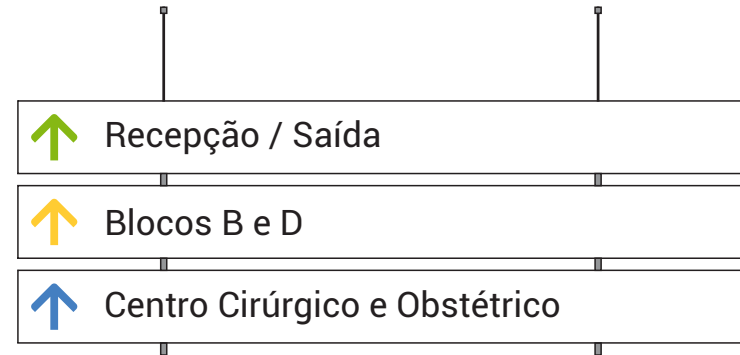 Recepção / Saída
Blocos B e D
Centro Cirúrgico e Obstétrico